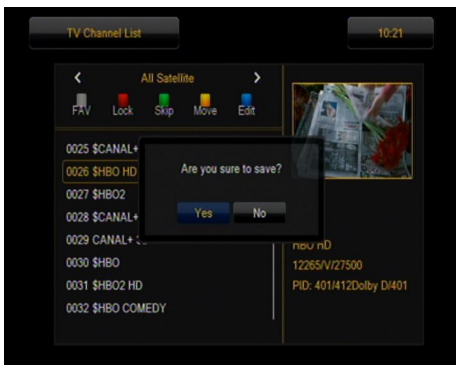 TV Channel List
10:21
All Satellite
FAV Lock Skip Move Edit
0025 $CANAL+
0026 $HBO HD
0027 $HBO2
0028 $CANAL+
0029 CANAL+
0030 $HBO
0031 $HBO2 HD
0032 $HBO COMEDY
Are you sure to save?
Yes No
HBO HD
12265/V/27500
PID: 401/412Dolby D/401